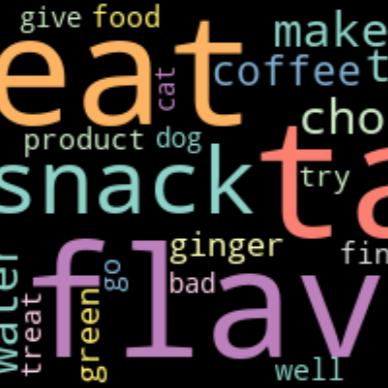 give food
make
eat
cat
coffee
t
cho
product dog
snack
ta
try
ginger
fin
water
treat
flav
green
go
bad
well